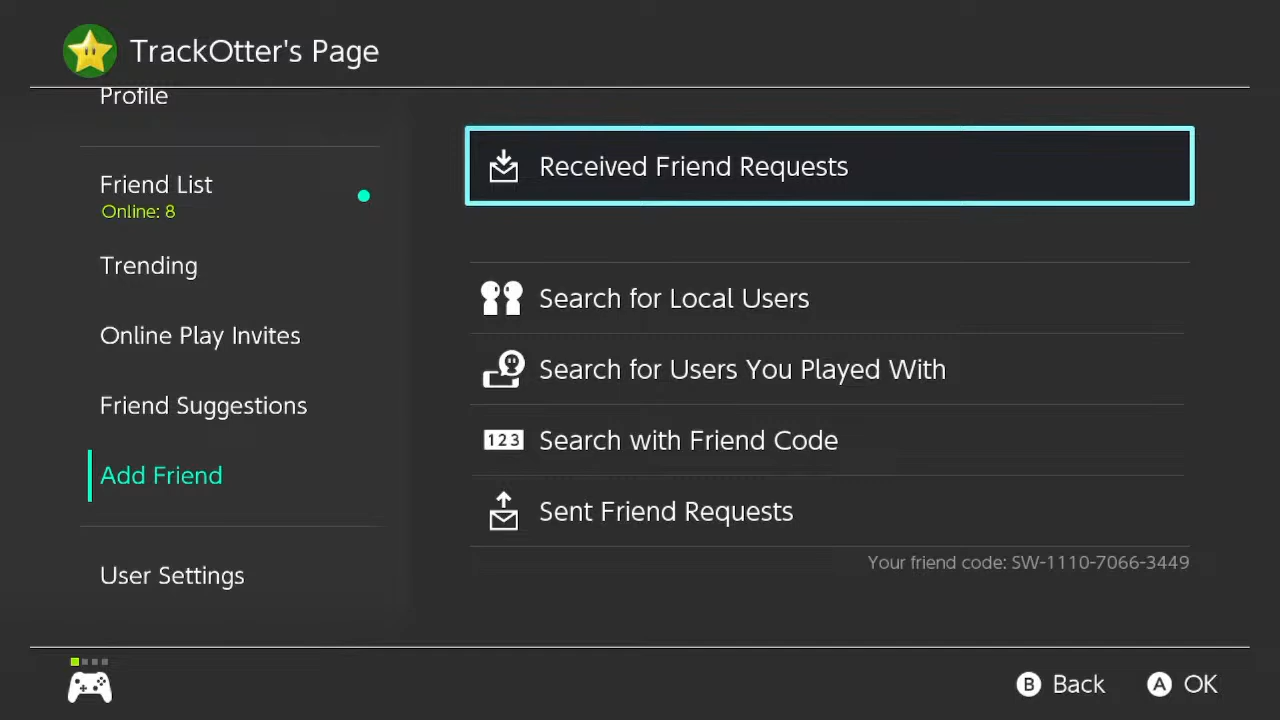 TrackOtter's Page
Profile
Friend List
Online: 8
Trending
Online Play Invites
Friend Suggestions
Add Friend
User Settings
Received Friend Requests
Search for Local Users
Search for Users You Played With
123 Search with Friend Code
Sent Friend Requests
Your friend code: SW-1110-7066-3449
B Back
A OK